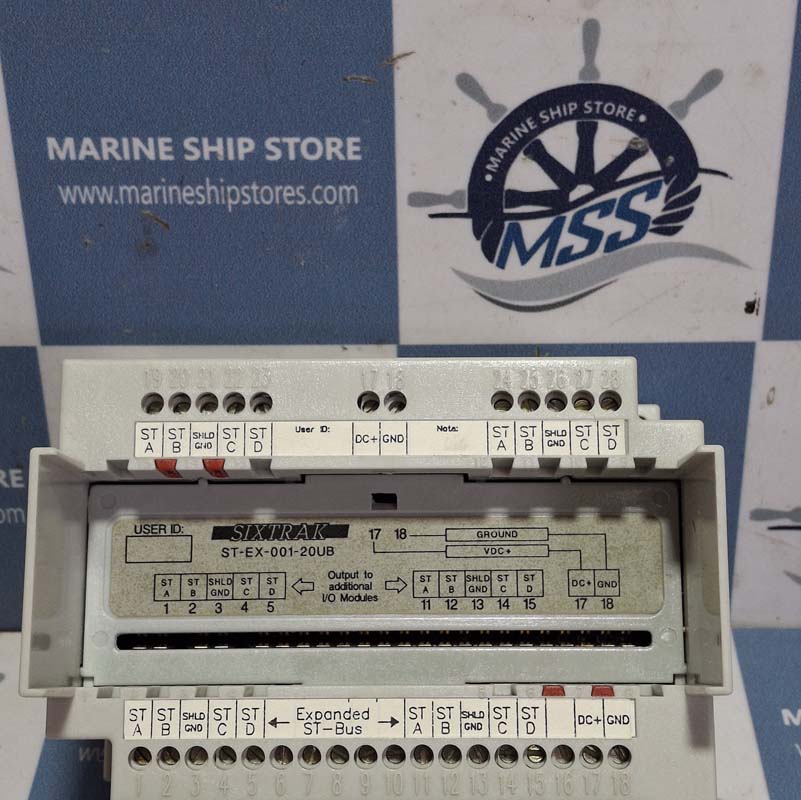 MARINE SHIP STORE
www.marineshipstores.com
• MARINE SHIP STORE •
MSS
19 20 21 22 23 17 18 24 25 26 27 28
ST A ST B SHLD GND ST C ST D User ID: DC+ GND Note: ST A ST B SHLD GND ST C ST D
USER ID:
SIXTRAK
ST-EX-001-20UB
17 18 GROUND
VDC+
ST A ST B SHLD GND ST C ST D
1 2 3 4 5
Output to
additional
I/O Modules
ST A ST B SHLD GND ST C ST D
11 12 13 14 15
DC+ GND
17 18
ST A ST B SHLD GND ST C ST D Expanded ST-Bus ST A ST B SHLD GND ST C ST D DC+ GND
1 2 3 4 5 6 7 8 9 10 11 12 13 14 15 16 17 18